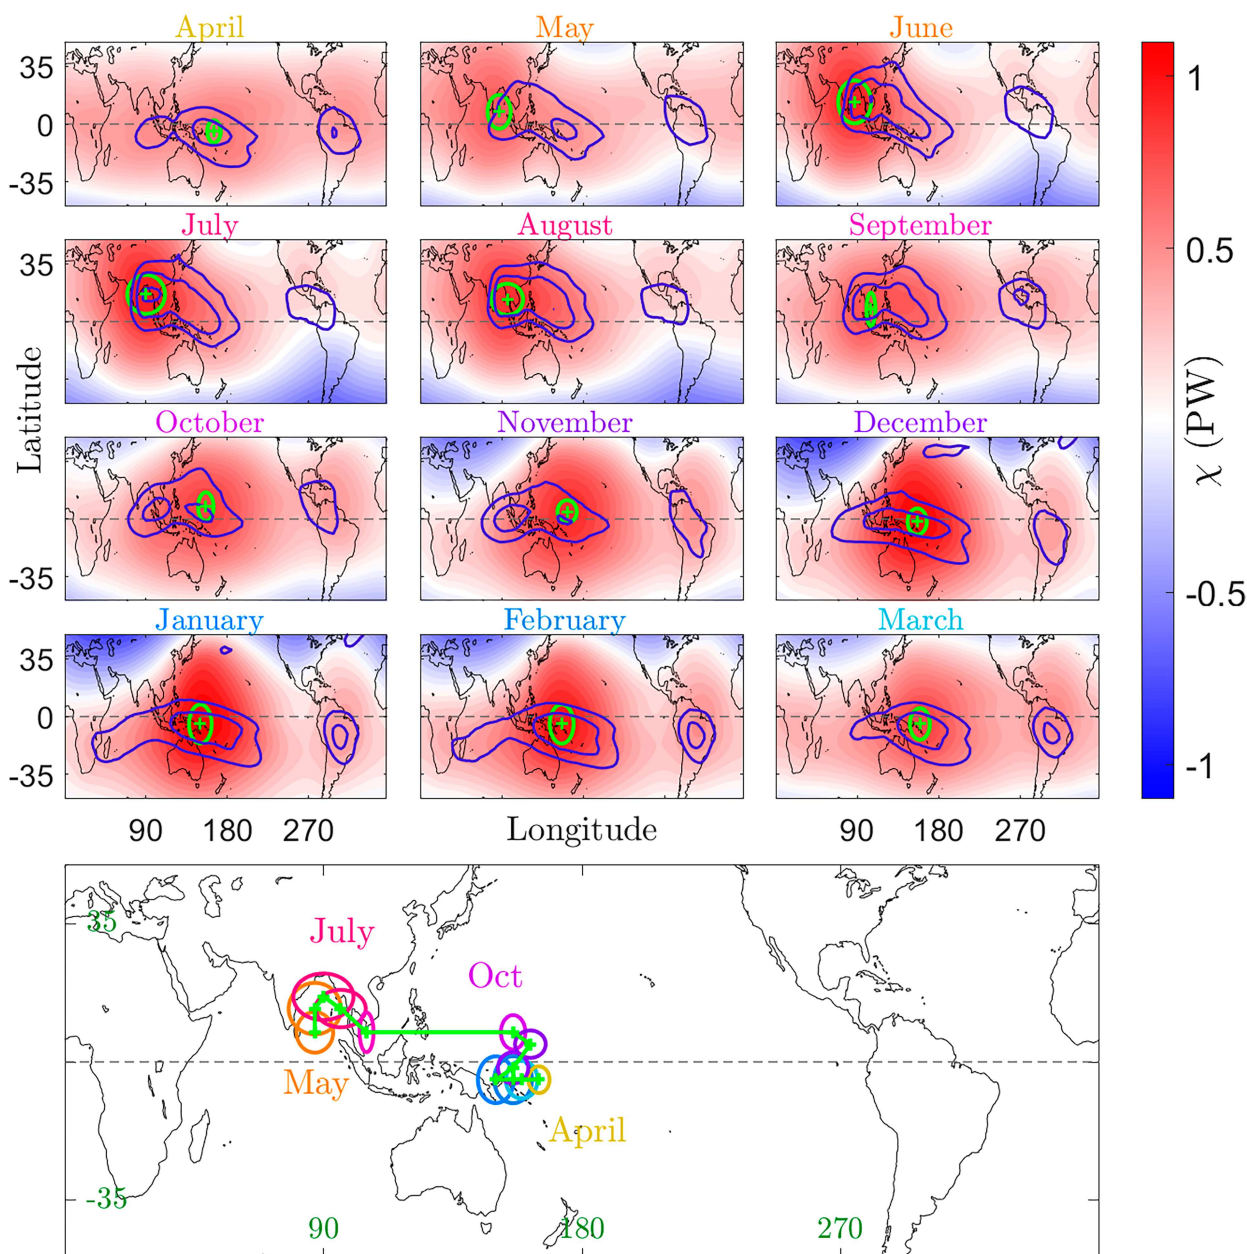 April May June
35
0
-35
July August September
35
Latitude
October November December
-35
January February March
35
0
-35
90 180 270 Longitude 90 180 270
1
0.5
-0.5
-1
χ (PW)
35
July
Oct
May
April
-35
90 180 270